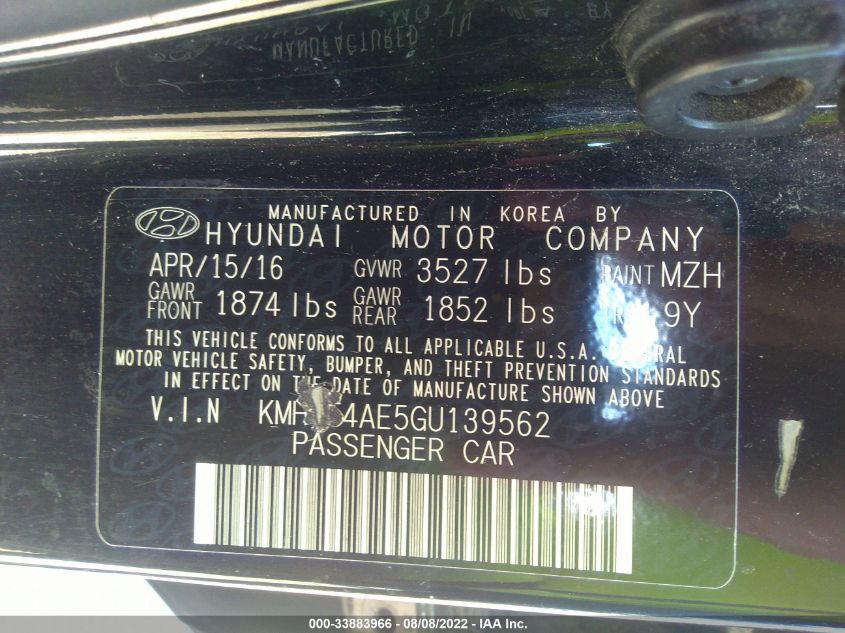 MANUFACTURED IN KOREA BY
HYUNDAI MOTOR COMPANY
APR/15/16 GVWR 3527 lbs PAINT MZH
GAWR FRONT 1874 lbs GAWR REAR 1852 lbs 9Y
THIS VEHICLE CONFORMS TO ALL APPLICABLE U.S.A. FEDERAL
MOTOR VEHICLE SAFETY, BUMPER, AND THEFT PREVENTION STANDARDS
IN EFFECT ON THE DATE OF MANUFACTURE SHOWN ABOVE
V.I.N
PASSENGER CAR
000-33883966 - 08/08/2022 - IAA Inc.